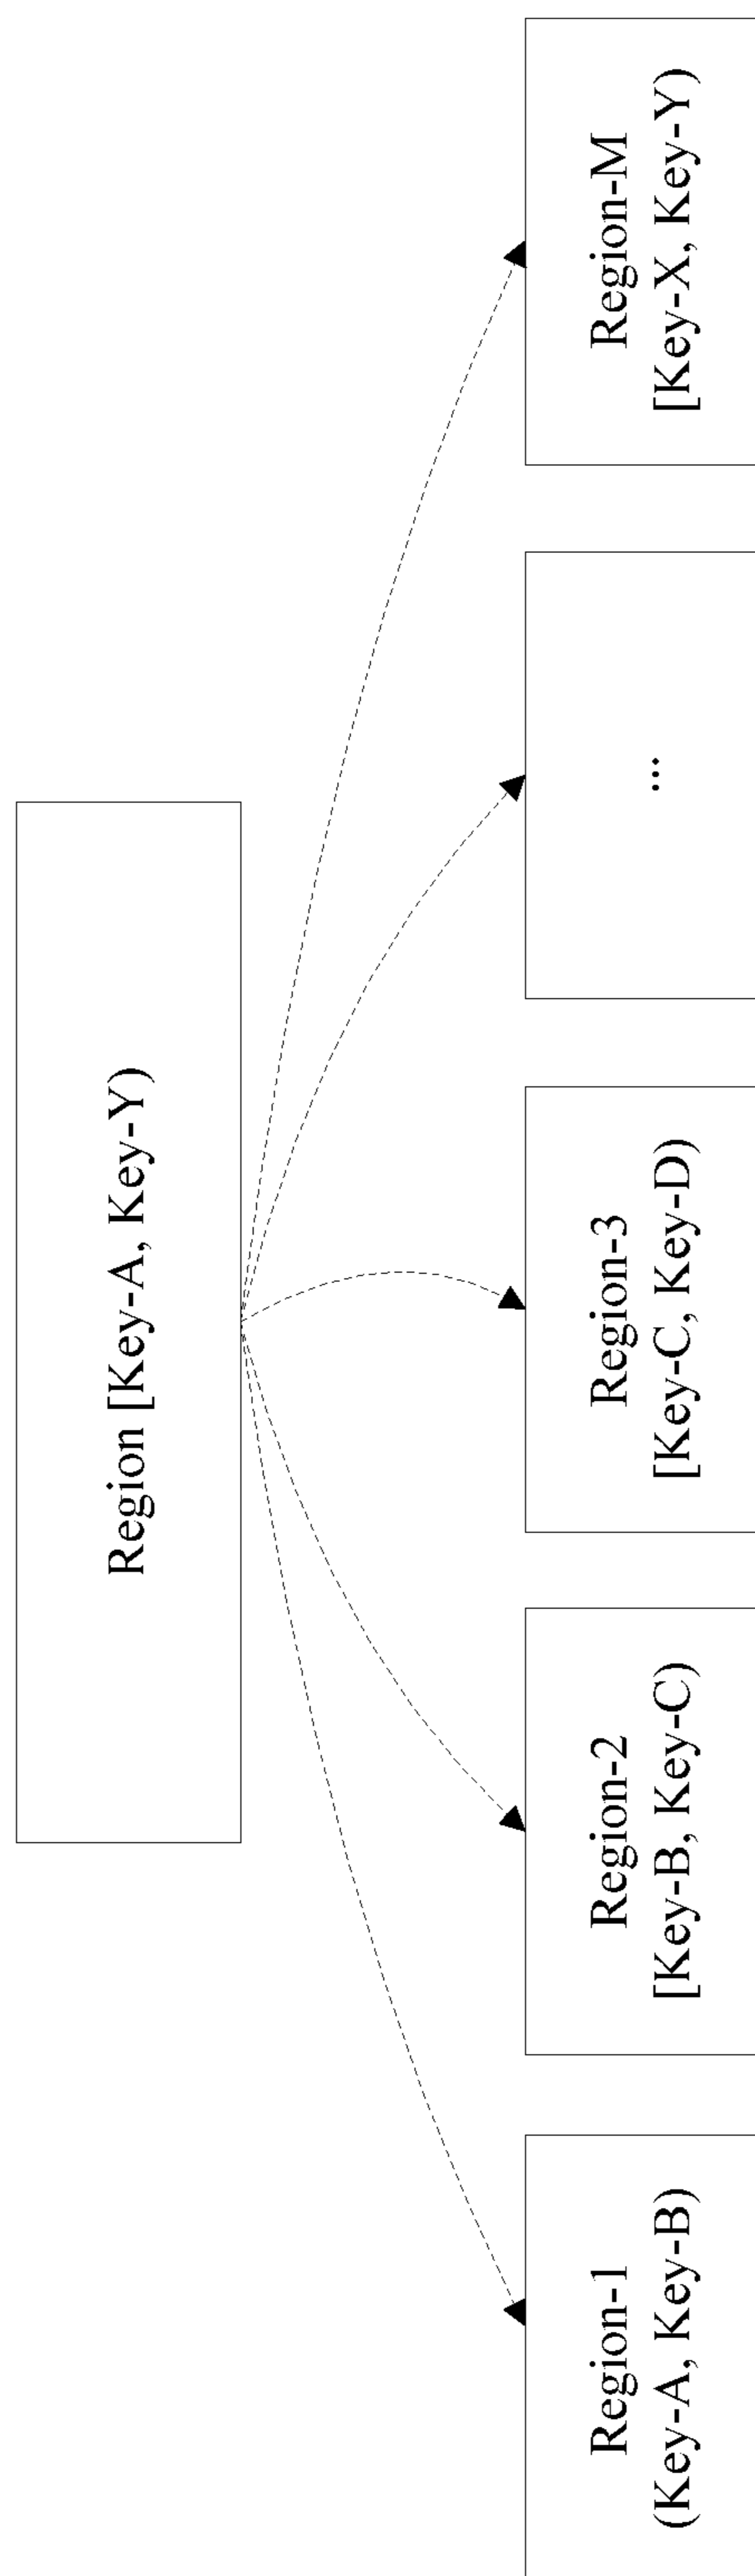 Region [Key-A, Key-Y)
Region-1
(Key-A, Key-B)
Region-2
[Key-B, Key-C)
Region-3
[Key-C, Key-D)
...
Region-M
[Key-X, Key-Y)